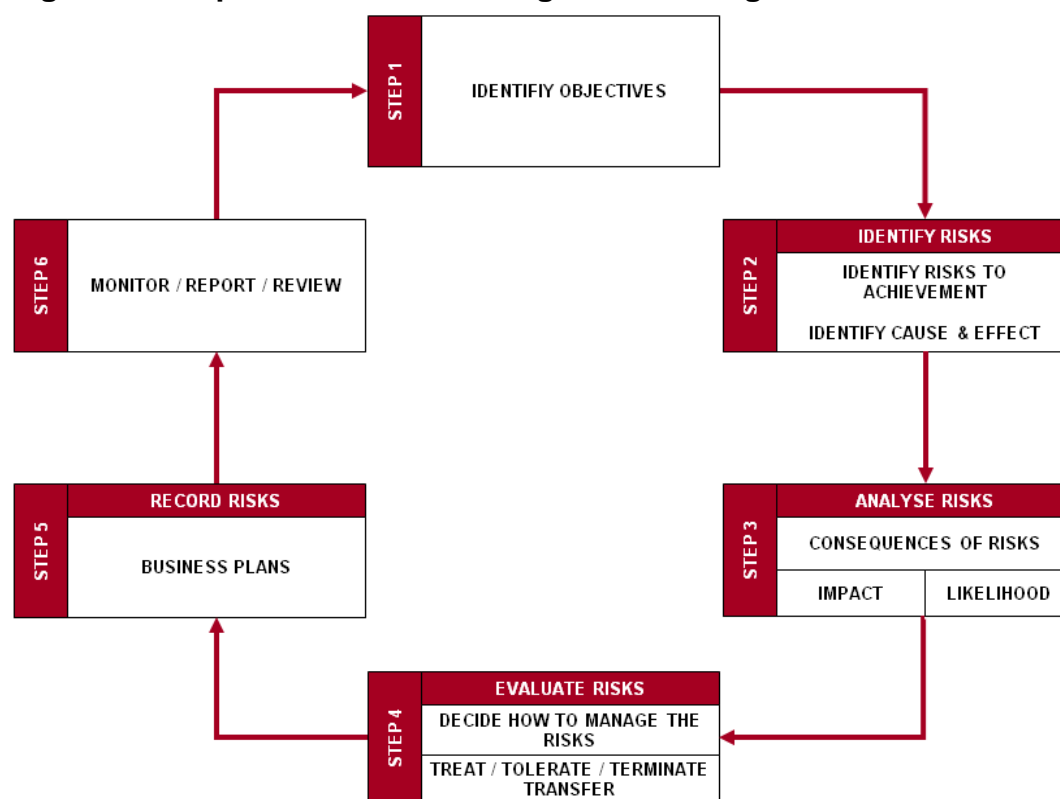 STEP 1
IDENTIFIY OBJECTIVES
STEP 2
IDENTIFY RISKS
IDENTIFY RISKS TO
ACHIEVEMENT
IDENTIFY CAUSE & EFFECT
STEP 3
ANALYSE RISKS
CONSEQUENCES OF RISKS
IMPACT
LIKELIHOOD
STEP 4
EVALUATE RISKS
DECIDE HOW TO MANAGE THE
RISKS
TREAT / TOLERATE / TERMINATE
TRANSFER
STEP 5
RECORD RISKS
BUSINESS PLANS
STEP 6
MONITOR / REPORT / REVIEW